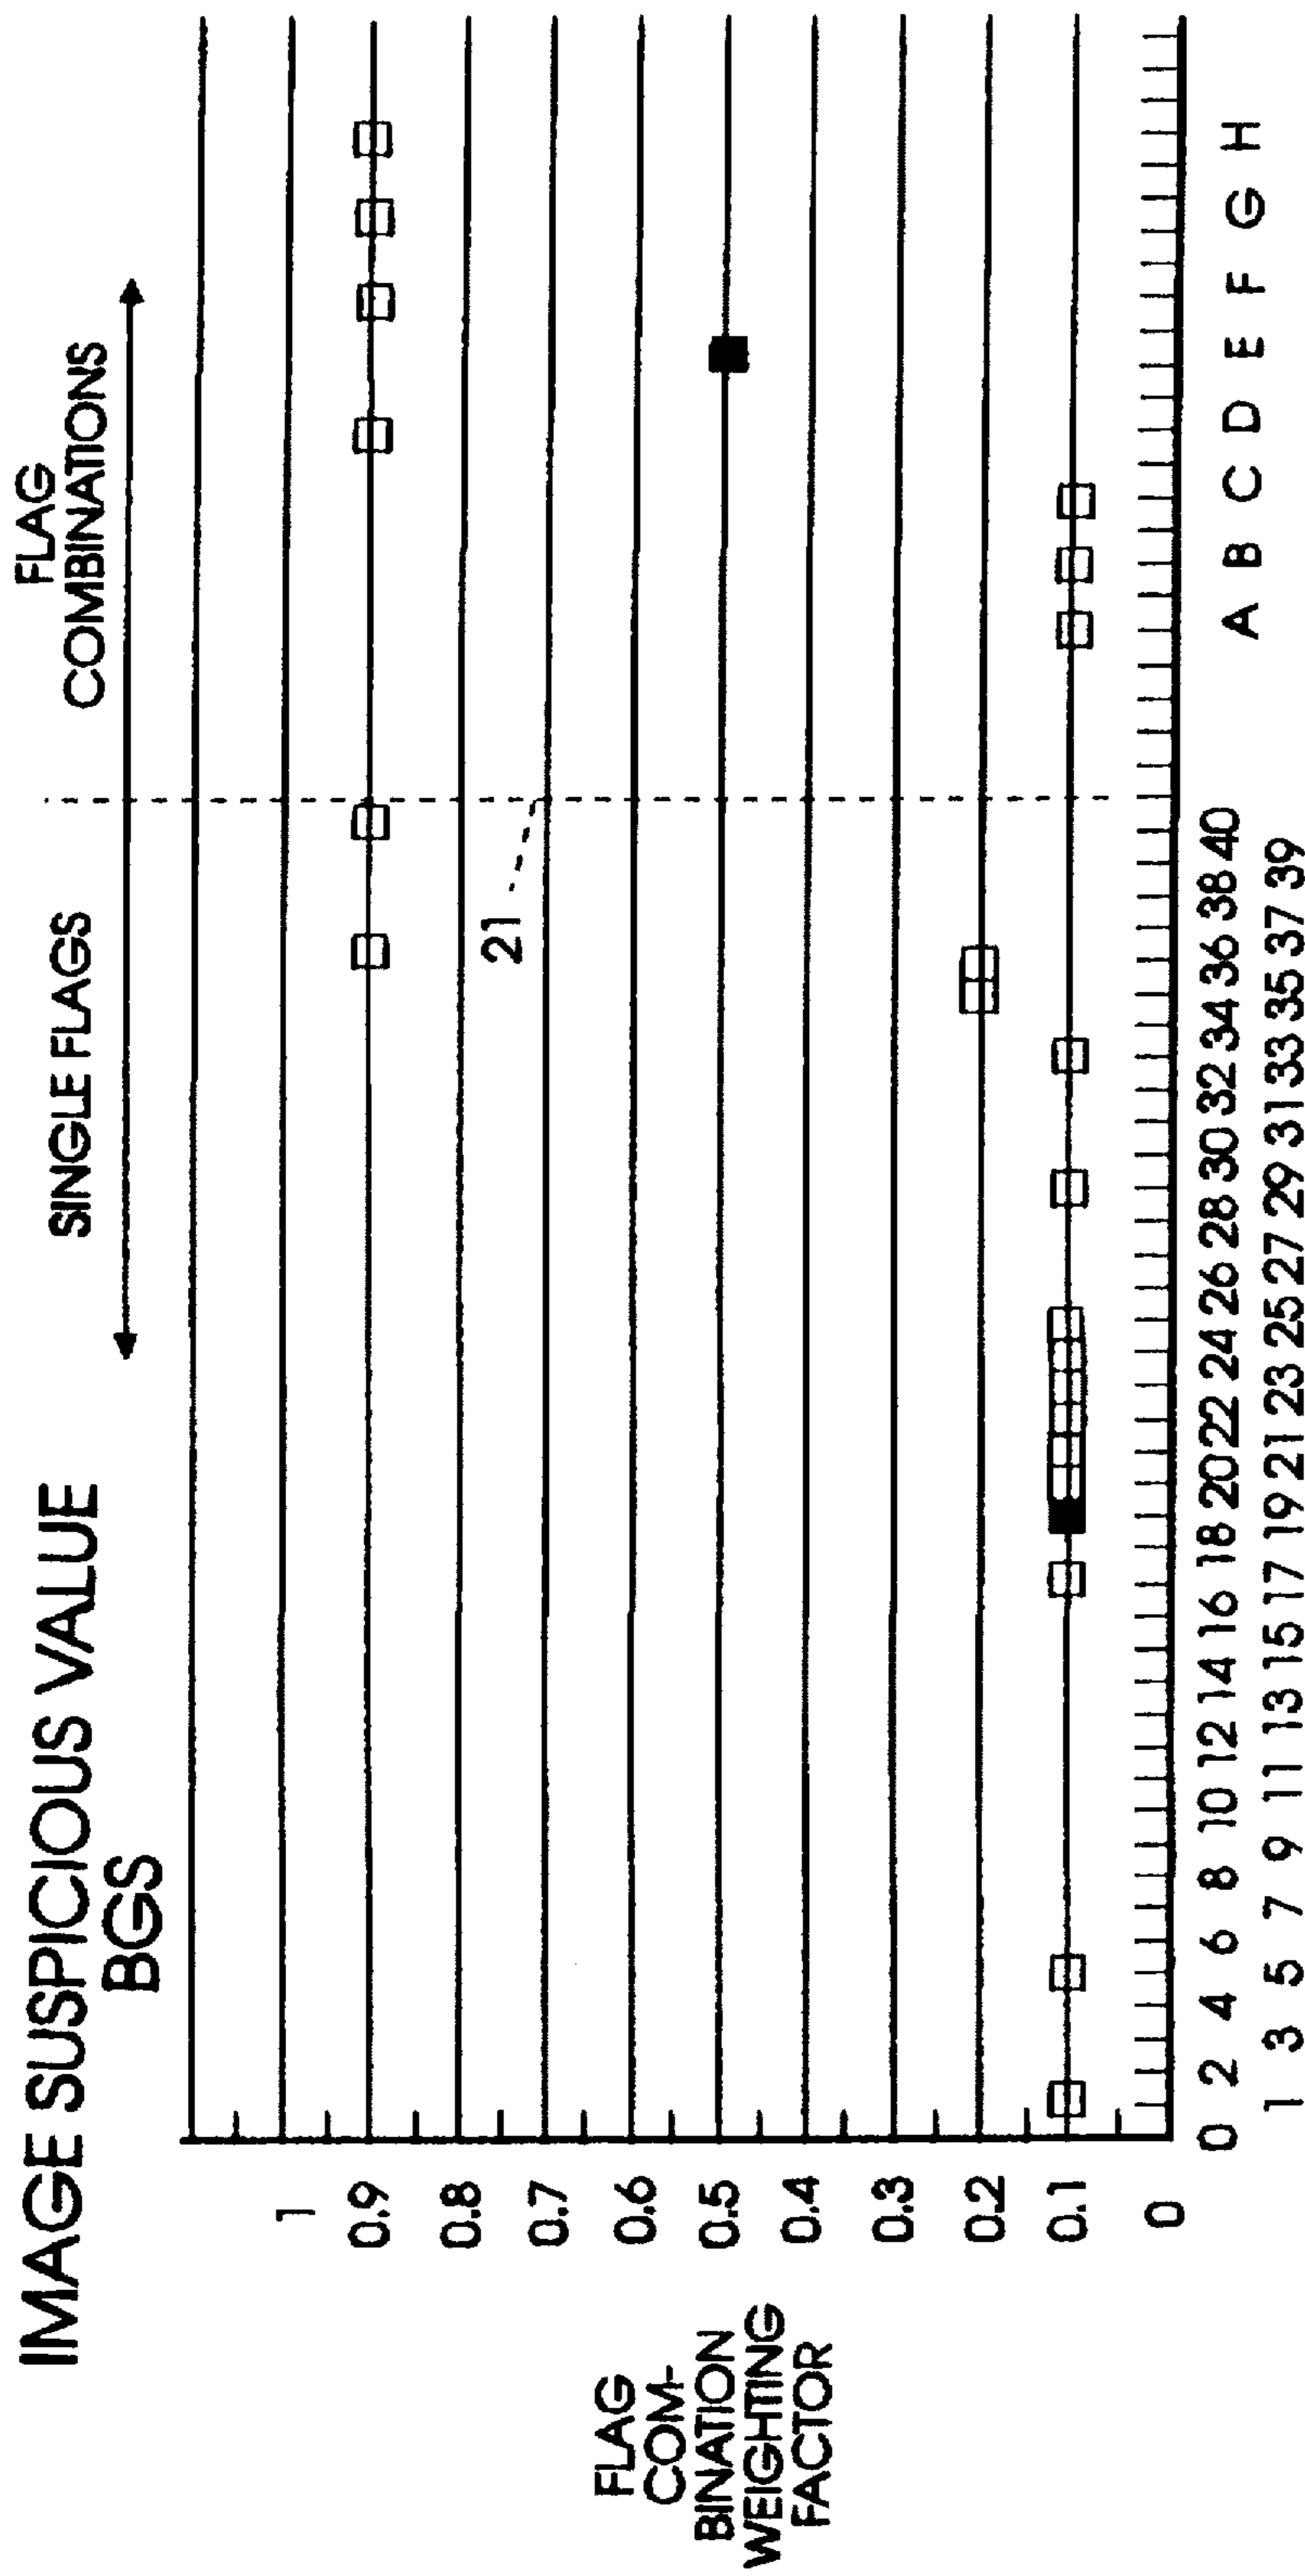 IMAGE SUSPICIOUS VALUE
BGS
SINGLE FLAGS
FLAG
COMBINATIONS
FLAG
COM-
BINATION
WEIGHTING
FACTOR
1
0.9
0.8
0.7
0.6
0.5
0.4
0.3
0.2
0.1
0
21
0 2 4 6 8 10 12 14 16 18 20 22 24 26 28 30 32 34 36 38 40 A B C D E F G H
1 3 5 7 9 11 13 15 17 19 21 23 25 27 29 31 33 35 37 39